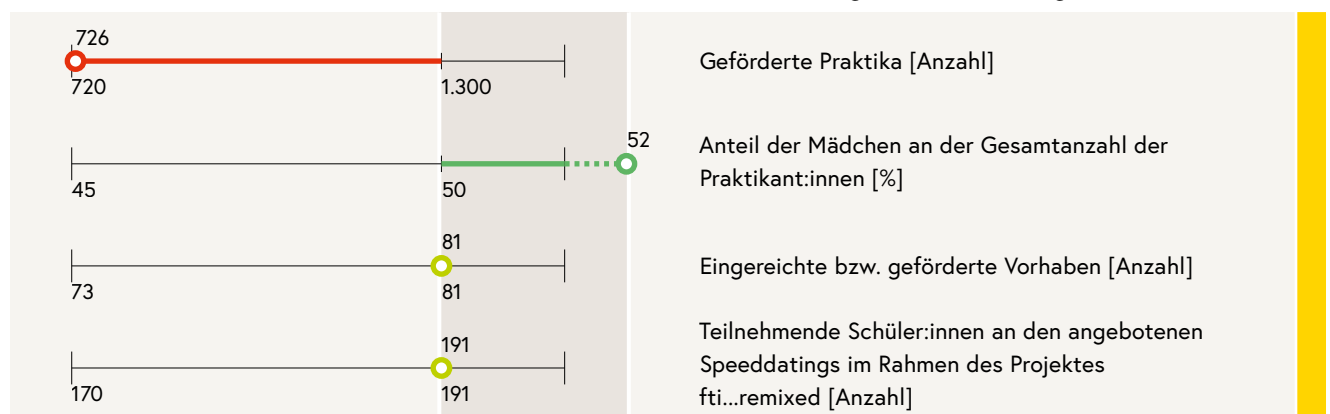 726
720
1.300
Geförderte Praktika [Anzahl]
52
45
50
Anteil der Mädchen an der Gesamtanzahl der
Praktikant:innen [%]
81
73
81
Eingereichte bzw. geförderte Vorhaben [Anzahl]
191
170
191
Teilnehmende Schüler:innen an den angebotenen
Speeddatings im Rahmen des Projektes
fti...remixed [Anzahl]